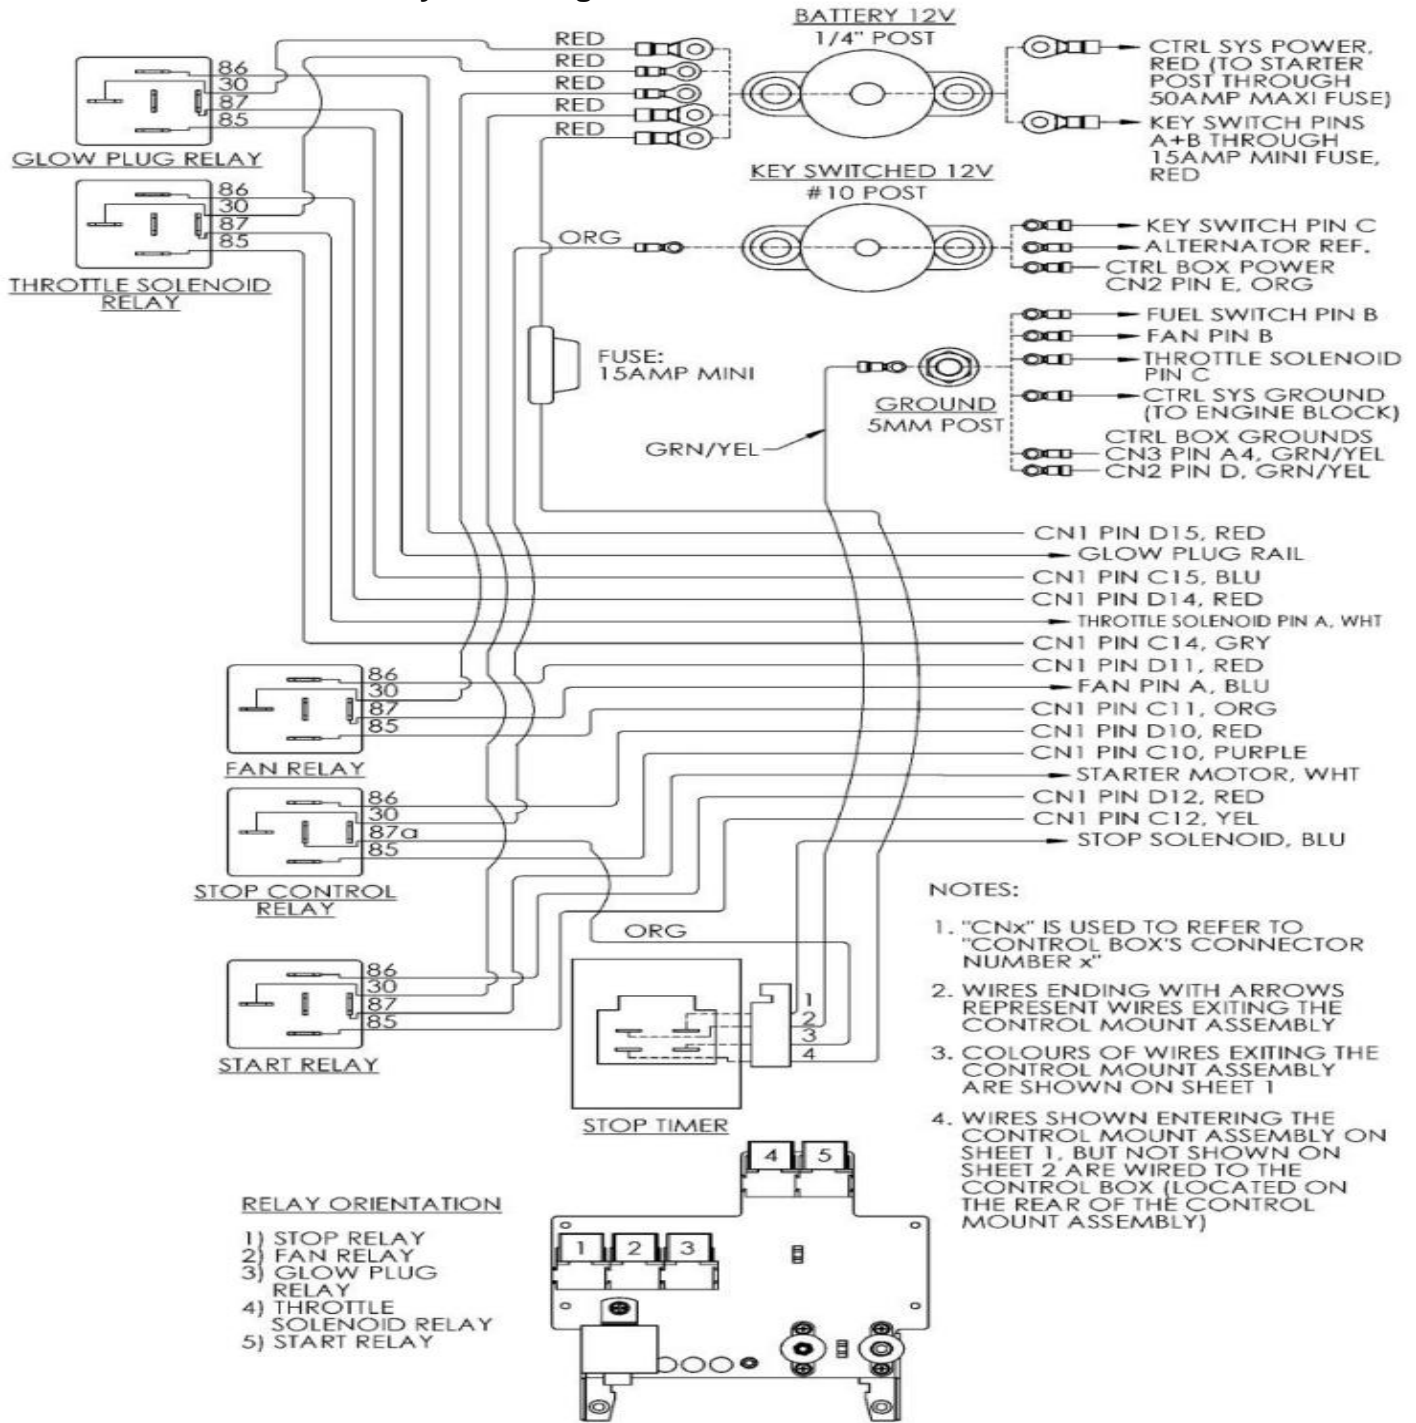 BATTERY 12V
1/4" POST
RED
RED
RED
RED
RED
CTRL SYS POWER,
RED (TO STARTER
POST THROUGH
50AMP MAXI FUSE)
KEY SWITCH PINS
A+B THROUGH
15AMP MINI FUSE,
RED
86
30
87
85
GLOW PLUG RELAY
86
30
87
85
THROTTLE SOLENOID
RELAY
KEY SWITCHED 12V
#10 POST
ORG
KEY SWITCH PIN C
ALTERNATOR REF.
CTRL BOX POWER
CN2 PIN E, ORG
FUSE:
15AMP MINI
GROUND
5MM POST
GRN/YEL
FUEL SWITCH PIN B
FAN PIN B
THROTTLE SOLENOID
PIN C
CTRL SYS GROUND
(TO ENGINE BLOCK)
CTRL BOX GROUNDS
CN3 PIN A4, GRN/YEL
CN2 PIN D, GRN/YEL
CN1 PIN D15, RED
GLOW PLUG RAIL
CN1 PIN C15, BLU
CN1 PIN D14, RED
THROTTLE SOLENOID PIN A, WHT
CN1 PIN C14, GRY
CN1 PIN D11, RED
FAN PIN A, BLU
CN1 PIN C11, ORG
CN1 PIN D10, RED
CN1 PIN C10, PURPLE
STARTER MOTOR, WHT
CN1 PIN D12, RED
CN1 PIN C12, YEL
STOP SOLENOID, BLU
86
30
87
85
FAN RELAY
86
30
87a
85
STOP CONTROL
RELAY
ORG
86
30
87
85
START RELAY
1
2
3
4
STOP TIMER
NOTES:
1. "CNx" IS USED TO REFER TO
"CONTROL BOX'S CONNECTOR
NUMBER x"
2. WIRES ENDING WITH ARROWS
REPRESENT WIRES EXITING THE
CONTROL MOUNT ASSEMBLY
3. COLOURS OF WIRES EXITING THE
CONTROL MOUNT ASSEMBLY
ARE SHOWN ON SHEET 1
4. WIRES SHOWN ENTERING THE
CONTROL MOUNT ASSEMBLY ON
SHEET 1, BUT NOT SHOWN ON
SHEET 2 ARE WIRED TO THE
CONTROL BOX (LOCATED ON
THE REAR OF THE CONTROL
MOUNT ASSEMBLY)
RELAY ORIENTATION
1) STOP RELAY
2) FAN RELAY
3) GLOW PLUG
RELAY
4) THROTTLE
SOLENOID RELAY
5) START RELAY
4 5
1 2 3